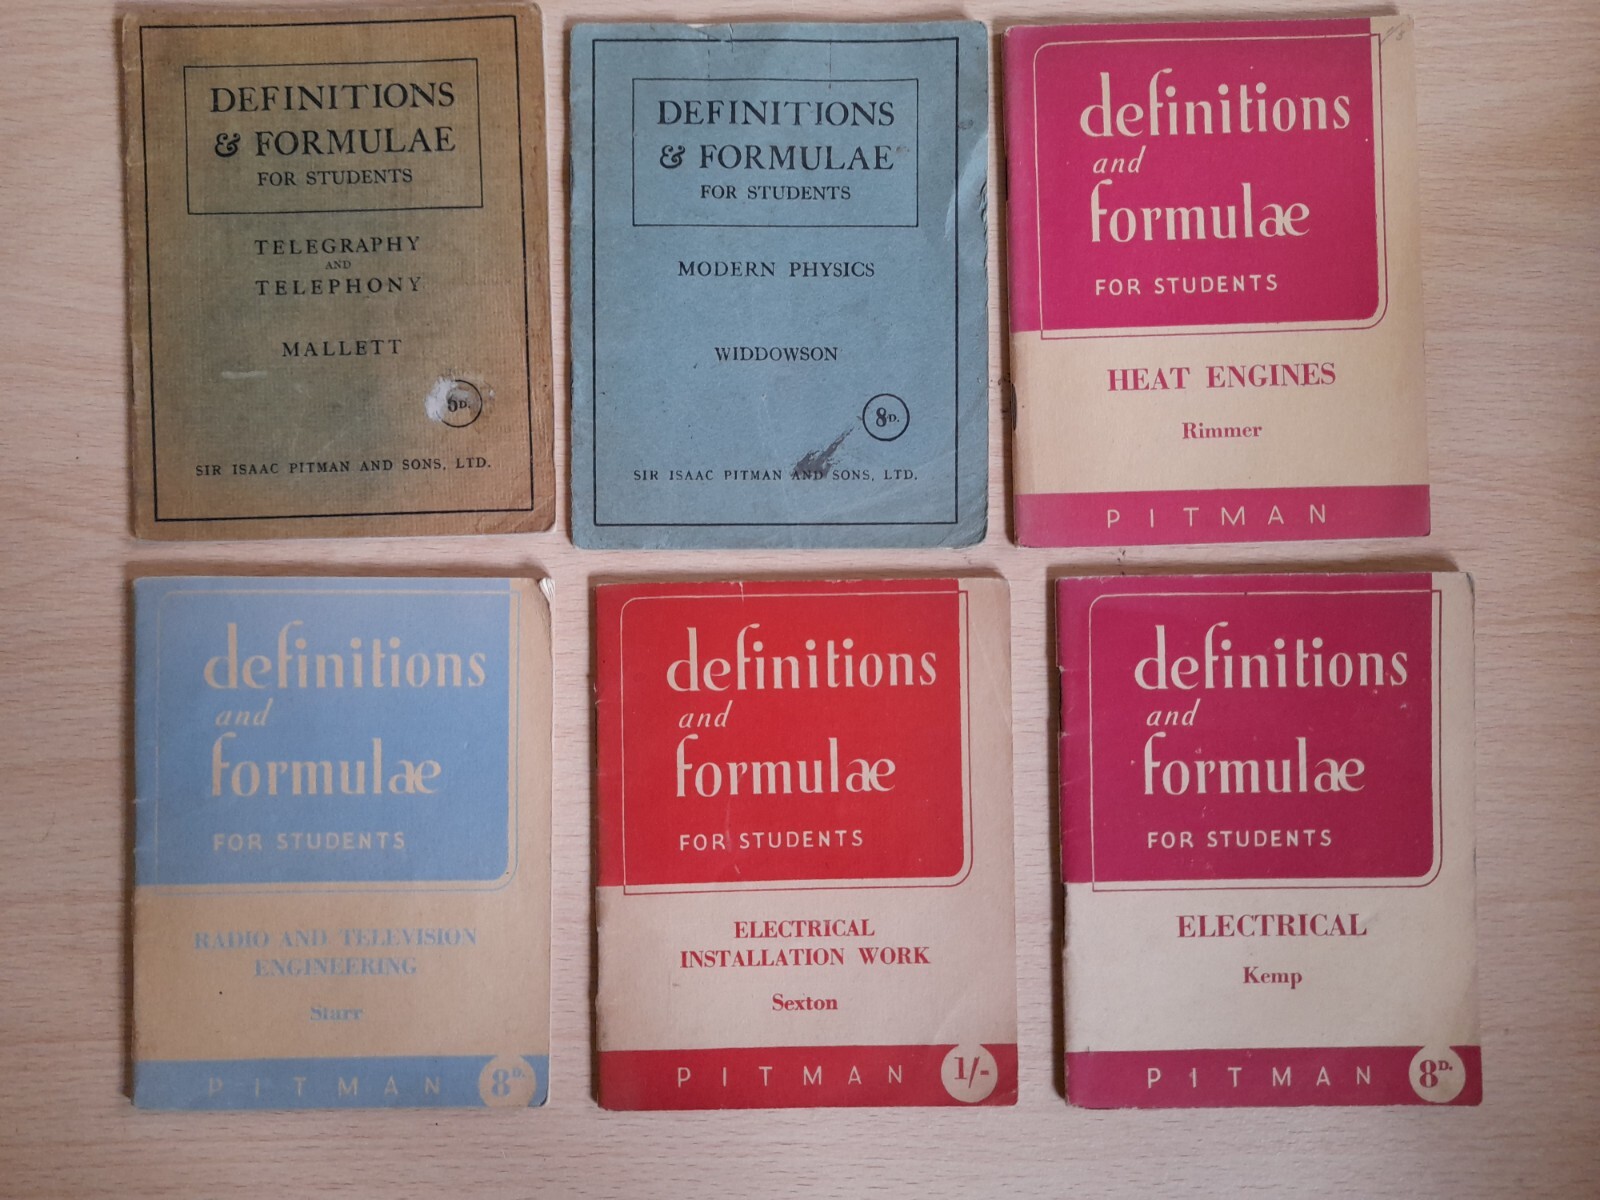 DEFINITIONS
& FORMULAE
FOR STUDENTS
TELEGRAPHY
AND
TELEPHONY
MALLETT
6D.
SIR ISAAC PITMAN AND SONS, LTD.
DEFINITIONS
& FORMULAE
FOR STUDENTS
MODERN PHYSICS
WIDDOWSON
8D.
SIR ISAAC PITMAN AND SONS, LTD.
definitions
and
formulae
FOR STUDENTS
HEAT ENGINES
Rimmer
PITMAN
definitions
and
formulae
FOR STUDENTS
RADIO AND TELEVISION
ENGINEERING
Starr
PITMAN 8D.
definitions
and
formulae
FOR STUDENTS
ELECTRICAL
INSTALLATION WORK
Sexton
PITMAN 1/-
definitions
and
formulae
FOR STUDENTS
ELECTRICAL
Kemp
PITMAN 8D.